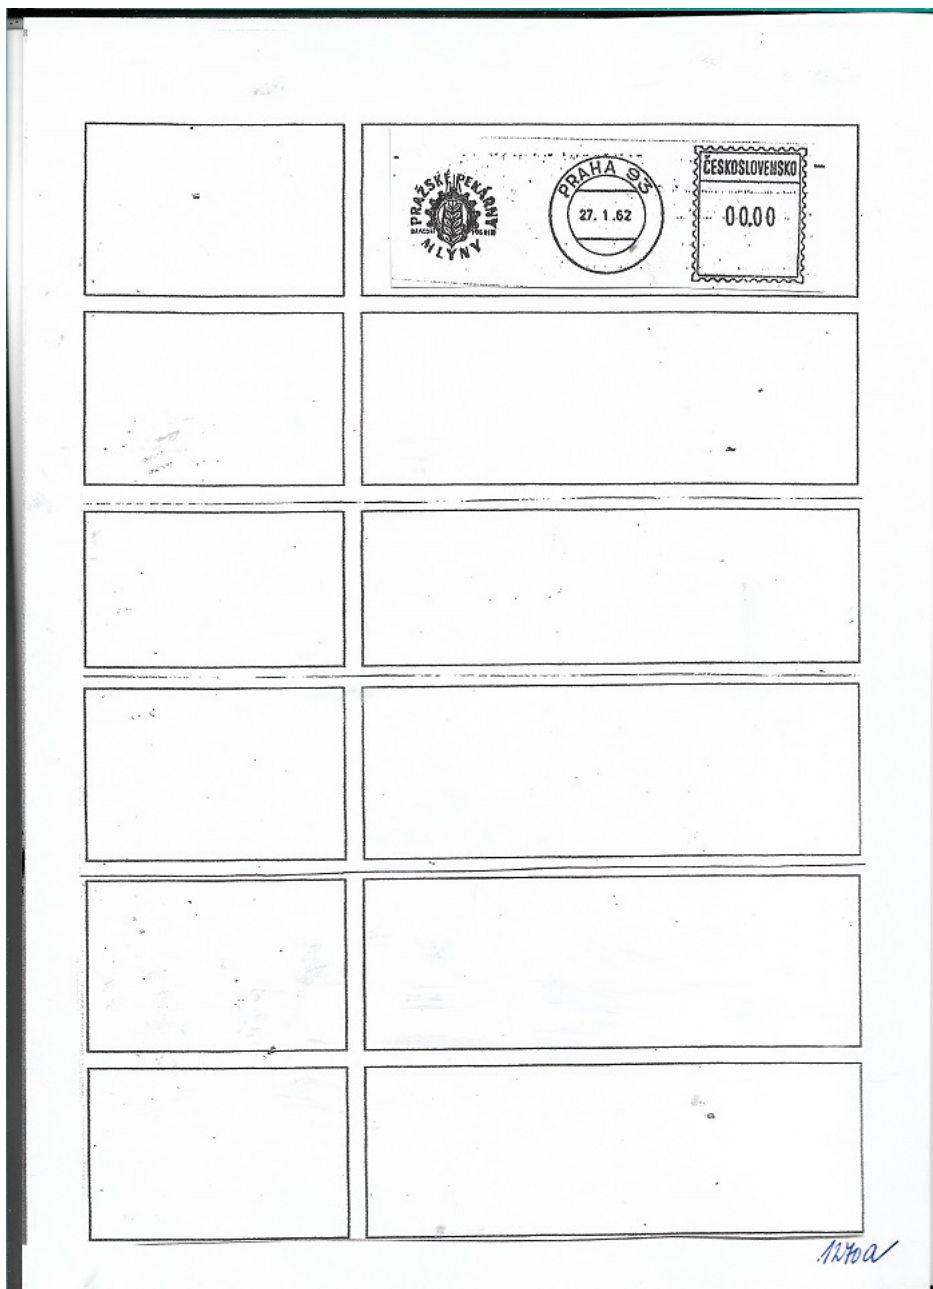 PRAŽSKÉ PEKÁRNY
MLÝNY
PRAHA 93
27. 1 .62
ČESKOSLOVENSKO
00.00
1270a